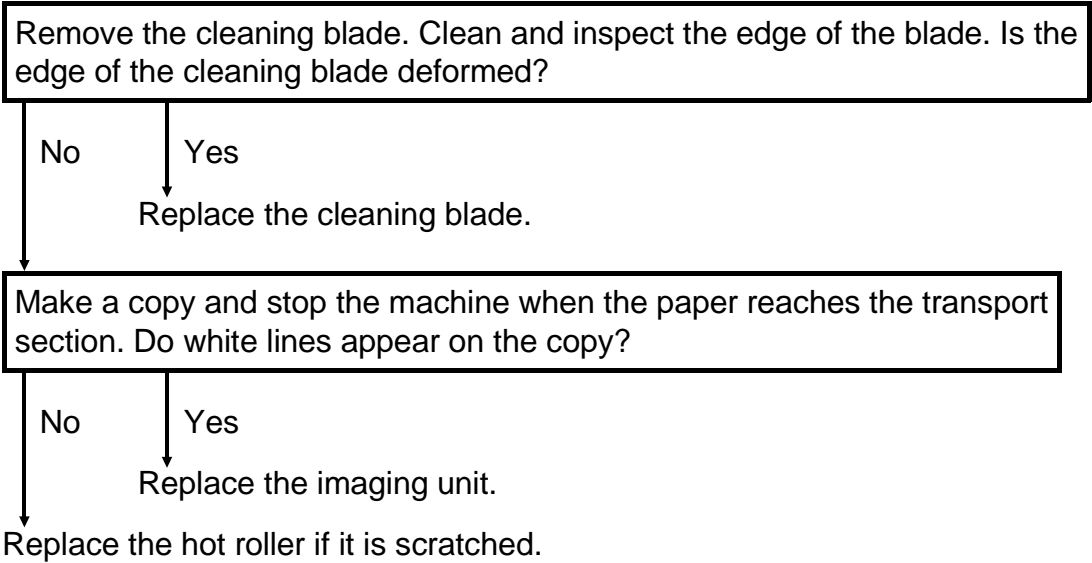 Remove the cleaning blade. Clean and inspect the edge of the blade. Is the
edge of the cleaning blade deformed?
No
Yes
Replace the cleaning blade.
Make a copy and stop the machine when the paper reaches the transport
section. Do white lines appear on the copy?
No
Yes
Replace the imaging unit.
Replace the hot roller if it is scratched.